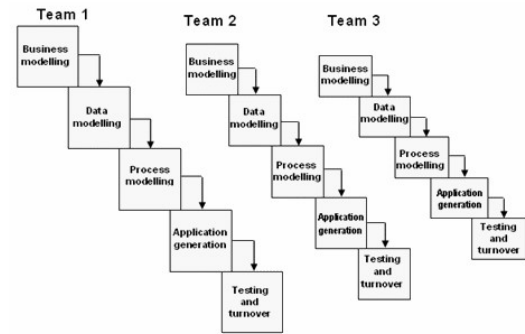 Team 1
Team 2
Team 3
Business
modelling
Data
modelling
Process
modelling
Application
generation
Testing
and
turnover
Business
modelling
Data
modelling
Process
modelling
Application
generation
Testing
and
turnover
Business
modelling
Data
modelling
Process
modelling
Application
generation
Testing
and
turnover